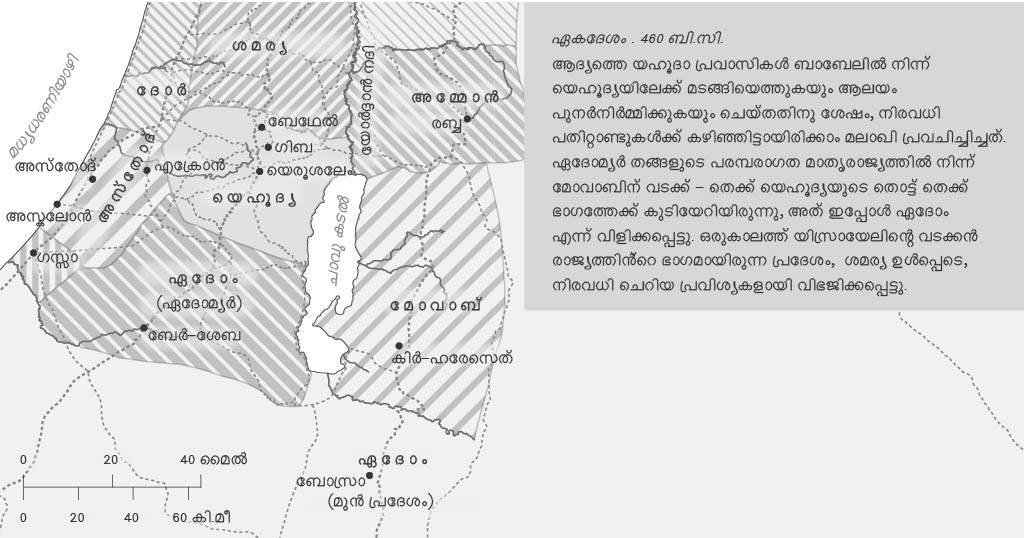 ഏകദേശം . 460 ബി.സി.
ആദ്യത്തെ യഹൂദാ പ്രവാസികൾ ബാബേലിൽ നിന്ന്
യെഹൂദ്യയിലേക്ക് മടങ്ങിയെത്തുകയും ആലയം
പുനർനിർമ്മിക്കുകയും ചെയ്തതിനു ശേഷം, നിരവധി
പതിറ്റാണ്ടുകൾക്ക് കഴിഞ്ഞിട്ടായിരിക്കാം മലാഖി പ്രവചിച്ചിച്ചത്.
ഏദോമ്യർ തങ്ങളുടെ പരമ്പരാഗത മാതൃരാജ്യത്തിൽ നിന്ന്
മോവാബിന് വടക്ക് – തെക്ക് യെഹൂദ്യയുടെ തൊട്ട് തെക്ക്
ഭാഗത്തേക്ക് കുടിയേറിയിരുന്നു, അത് ഇപ്പോൾ ഏദോം
എന്ന് വിളിക്കപ്പെട്ടു. ഒരുകാലത്ത് യിസ്രായേലിന്റെ വടക്കൻ
രാജ്യത്തിൻ്റെ ഭാഗമായിരുന്ന പ്രദേശം, ശമര്യ ഉൾപ്പെടെ,
നിരവധി ചെറിയ പ്രവിശ്യകളായി വിഭജിക്കപ്പെട്ടു.
മധ്യധരണിയാഴി
ശമര്യ
ദോർ
യോർദ്ദാൻ നദി
അമ്മോൻ
രബ്ബ
ബേഥേൽ
ഗിബ
അസ്തോദ്
എക്രോൻ
യെരുശലേം
അസ്തോദ്
യെഹൂദ്യ
അസ്കലോൻ
ചാവു കടൽ
ഗസ്സാ
ഏദോം
(ഏദോമ്യർ)
മോവാബ്
ബേർ–ശേബ
കിർ–ഹരേസെത്
0 20 40 മൈൽ
0 20 40 60 കി.മീ
ഏദോം
ബോസ്രാ
(മുൻ പ്രദേശം)